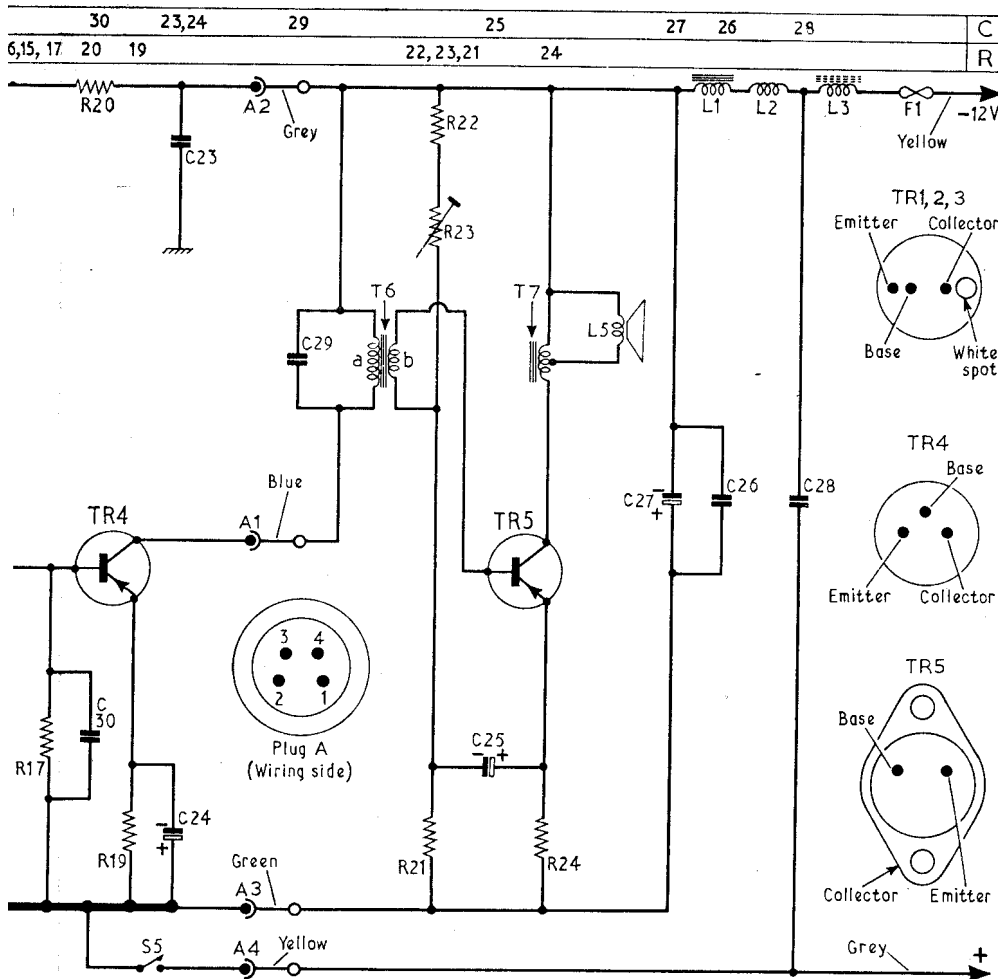 30 23,24 29 25 27 26 28 C
6,15, 17 20 19 22,23,21 24 R
R20
A2
Grey
C23
R22
R23
L1
L2
L3
F1
-12V
Yellow
TR1, 2, 3
Emitter
Collector
Base
White
spot
T6
C29
a
b
T7
L5
TR4
Base
Emitter
Collector
Blue
A1
TR4
TR5
C27
-
+
C26
C28
3 4
2 1
Plug A
(Wiring side)
C
30
R17
C25
- +
C24
-
+
R19
R21
R24
TR5
Base
Collector
Emitter
Green
A3
S5
A4
Yellow
Grey
+